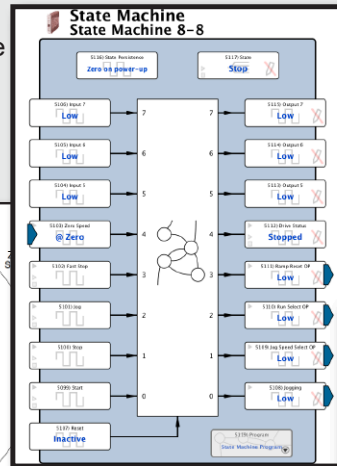 State Machine
State Machine 8-8
5116) State Persistence
Zero on power-up
5117) State
Stop
5106) Input 7
Low
7
7
5115) Output 7
Low
5105) Input 6
Low
6
6
5114) Output 6
Low
5104) Input 5
Low
5
5
5113) Output 5
Low
5103) Zero Speed
@ Zero
4
4
5112) Drive Status
Stopped
5102) Fast Stop
3
3
5111) Ramp Reset OP
Low
5101) Jog
2
2
5110) Run Select OP
Low
5100) Stop
1
1
5109) Jog Speed Select OP
Low
5099) Start
0
0
5108) Jogging
Low
5107) Reset
Inactive
State Machine Program